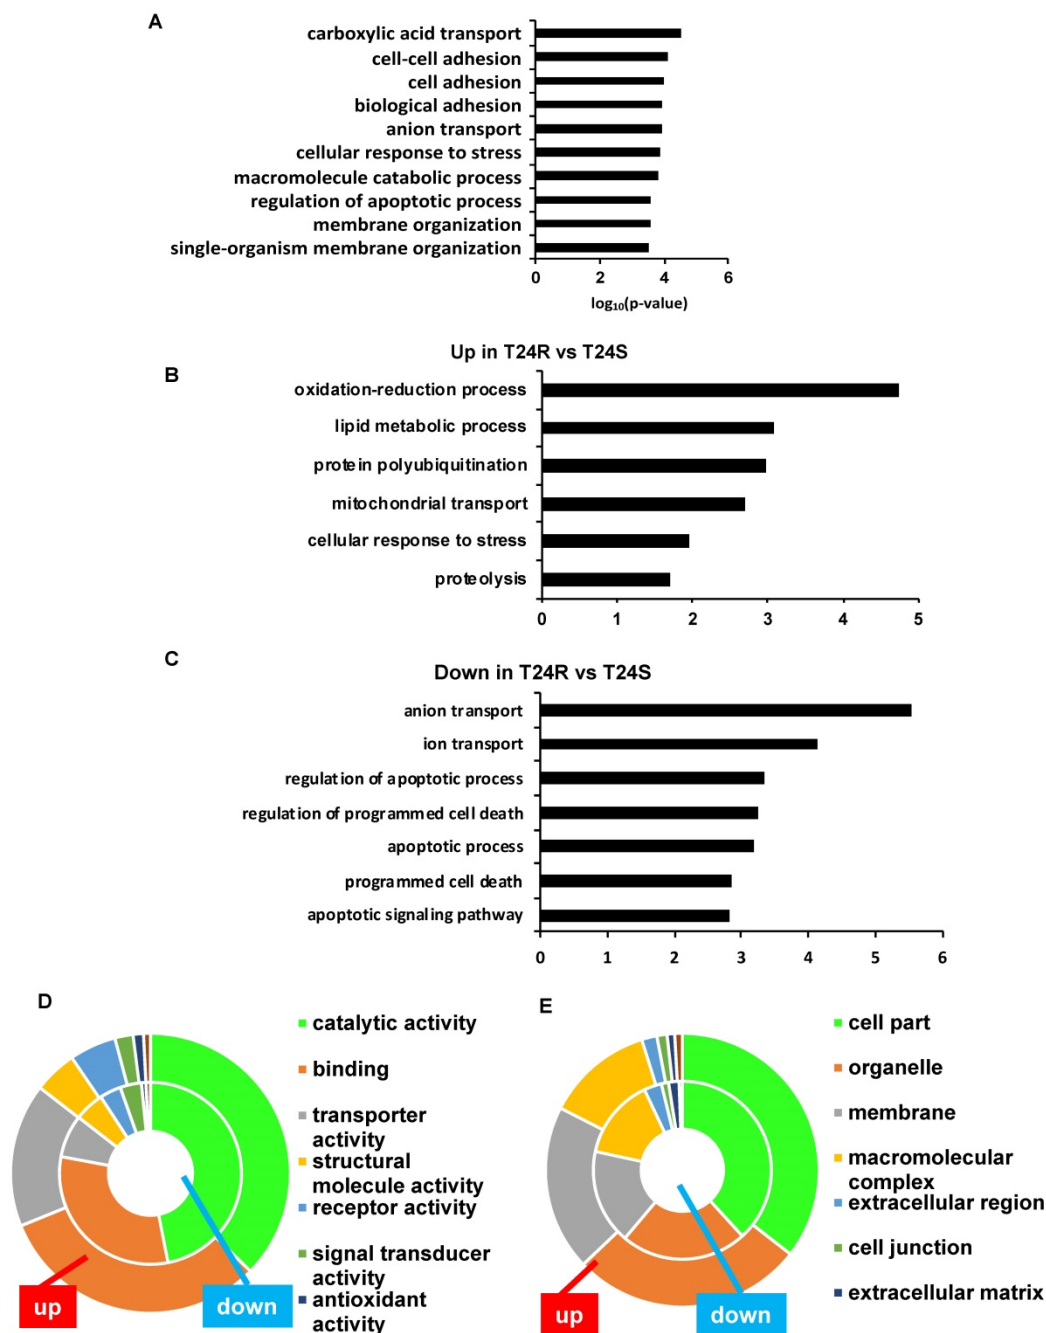 A
carboxylic acid transport
cell-cell adhesion
cell adhesion
biological adhesion
anion transport
cellular response to stress
macromolecule catabolic process
regulation of apoptotic process
membrane organization
single-organism membrane organization
0 2 4 6
log₁₀(p-value)
Up in T24R vs T24S
B
oxidation-reduction process
lipid metabolic process
protein polyubiquitination
mitochondrial transport
cellular response to stress
proteolysis
0 1 2 3 4 5
C
Down in T24R vs T24S
anion transport
ion transport
regulation of apoptotic process
regulation of programmed cell death
apoptotic process
programmed cell death
apoptotic signaling pathway
0 1 2 3 4 5 6
D
catalytic activity
binding
transporter
activity
structural
molecule activity
receptor activity
signal transducer
activity
antioxidant
activity
up
down
E
cell part
organelle
membrane
macromolecular
complex
extracellular region
cell junction
extracellular matrix
up
down